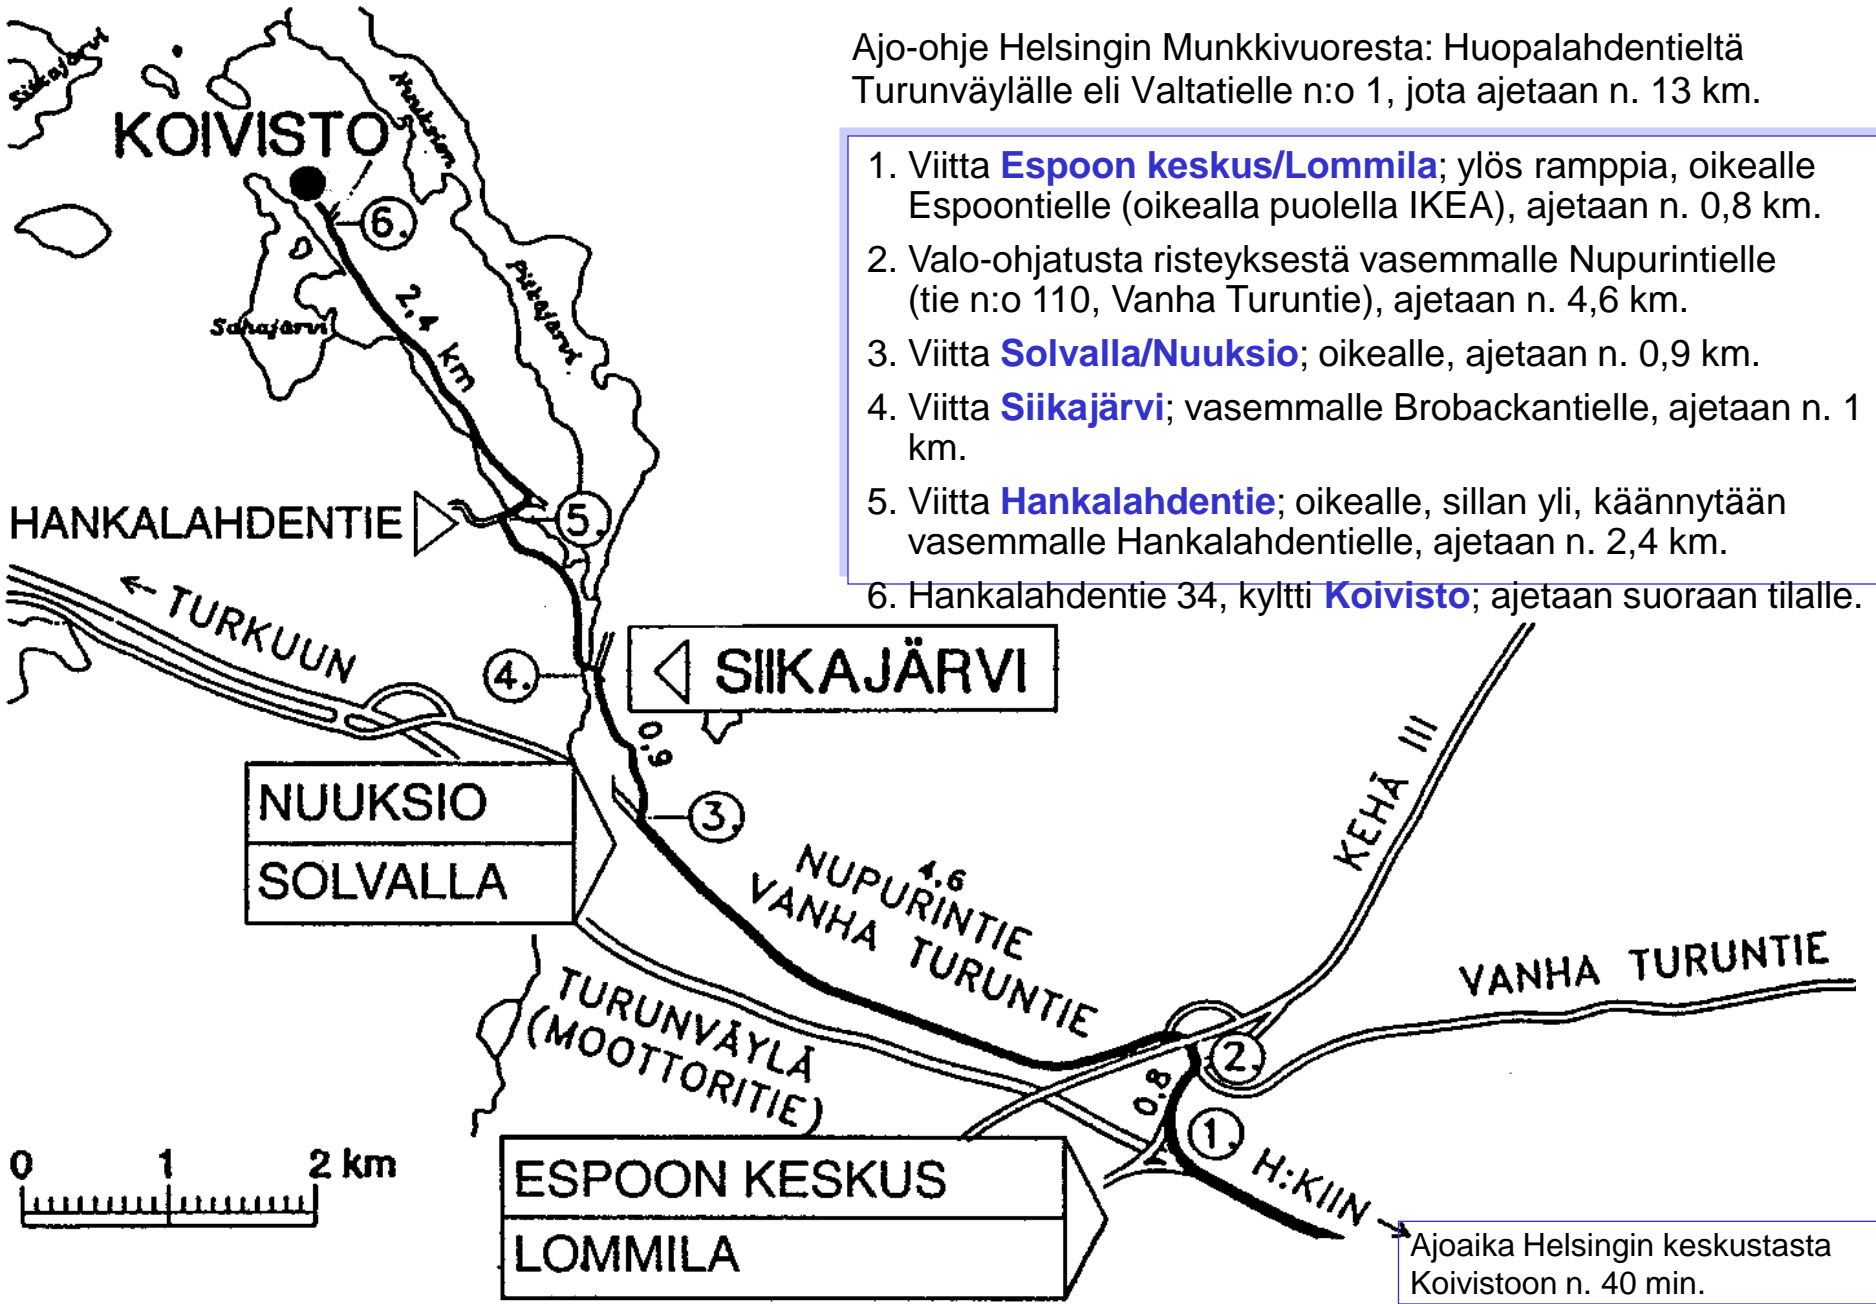 Ajo-ohje Helsingin Munkkivuoresta: Huopalahdentieltä
Turunväylälle eli Valtatielle n:o 1, jota ajetaan n. 13 km.
1. Viitta Espoon keskus/Lommila; ylös ramppia, oikealle
Espoontielle (oikealla puolella IKEA), ajetaan n. 0,8 km.
2. Valo-ohjatusta risteyksestä vasemmalle Nupurintielle
(tie n:o 110, Vanha Turuntie), ajetaan n. 4,6 km.
3. Viitta Solvalla/Nuuksio; oikealle, ajetaan n. 0,9 km.
4. Viitta Siikajärvi; vasemmalle Brobackantielle, ajetaan n. 1
km.
5. Viitta Hankalahdentie; oikealle, sillan yli, käännytään
vasemmalle Hankalahdentielle, ajetaan n. 2,4 km.
6. Hankalahdentie 34, kyltti Koivisto; ajetaan suoraan tilalle.
Siikajärvi
Nuuksion
KOIVISTO
6.
Pitkäjärvi
2,4 km
Sahajärvi
HANKALAHDENTIE
5.
← TURKUUN
4.
SIIKAJÄRVI
0,9
NUUKSIO
SOLVALLA
3.
4.6
NUPURINTIE
VANHA TURUNTIE
KEHÄ III
VANHA TURUNTIE
TURUNVÄYLÄ
(MOOTTORITIE)
2.
0,8
1.
H:KIIN →
ESPOON KESKUS
LOMMILA
0 1 2 km
Ajoaika Helsingin keskustasta
Koivistoon n. 40 min.